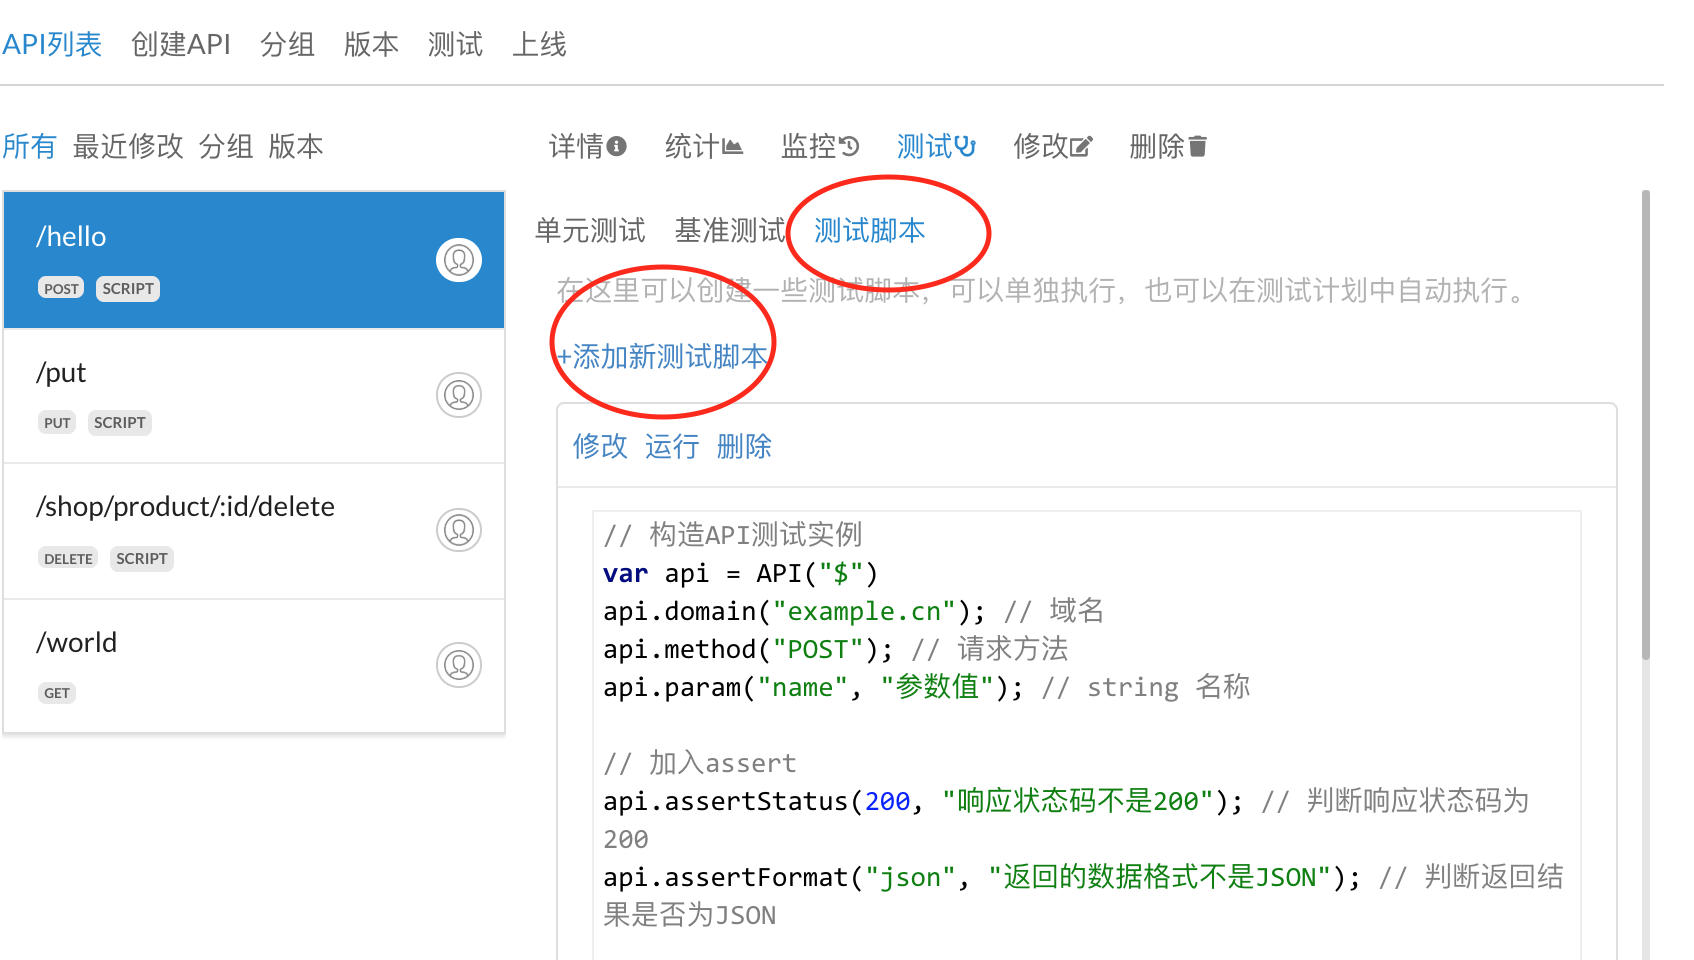 API列表 创建API 分组 版本 测试 上线
所有 最近修改 分组 版本
详情 统计 监控 测试 修改 删除
/hello
POST SCRIPT
/put
PUT SCRIPT
/shop/product/:id/delete
DELETE SCRIPT
/world
GET
单元测试 基准测试 测试脚本
在这里可以创建一些测试脚本，可以单独执行，也可以在测试计划中自动执行。
+添加新测试脚本
修改 运行 删除
// 构造API测试实例
var api = API("$")
api.domain("example.cn"); // 域名
api.method("POST"); // 请求方法
api.param("name", "参数值"); // string 名称
// 加入assert
api.assertStatus(200, "响应状态码不是200"); // 判断响应状态码为
200
api.assertFormat("json", "返回的数据格式不是JSON"); // 判断返回结
果是否为JSON